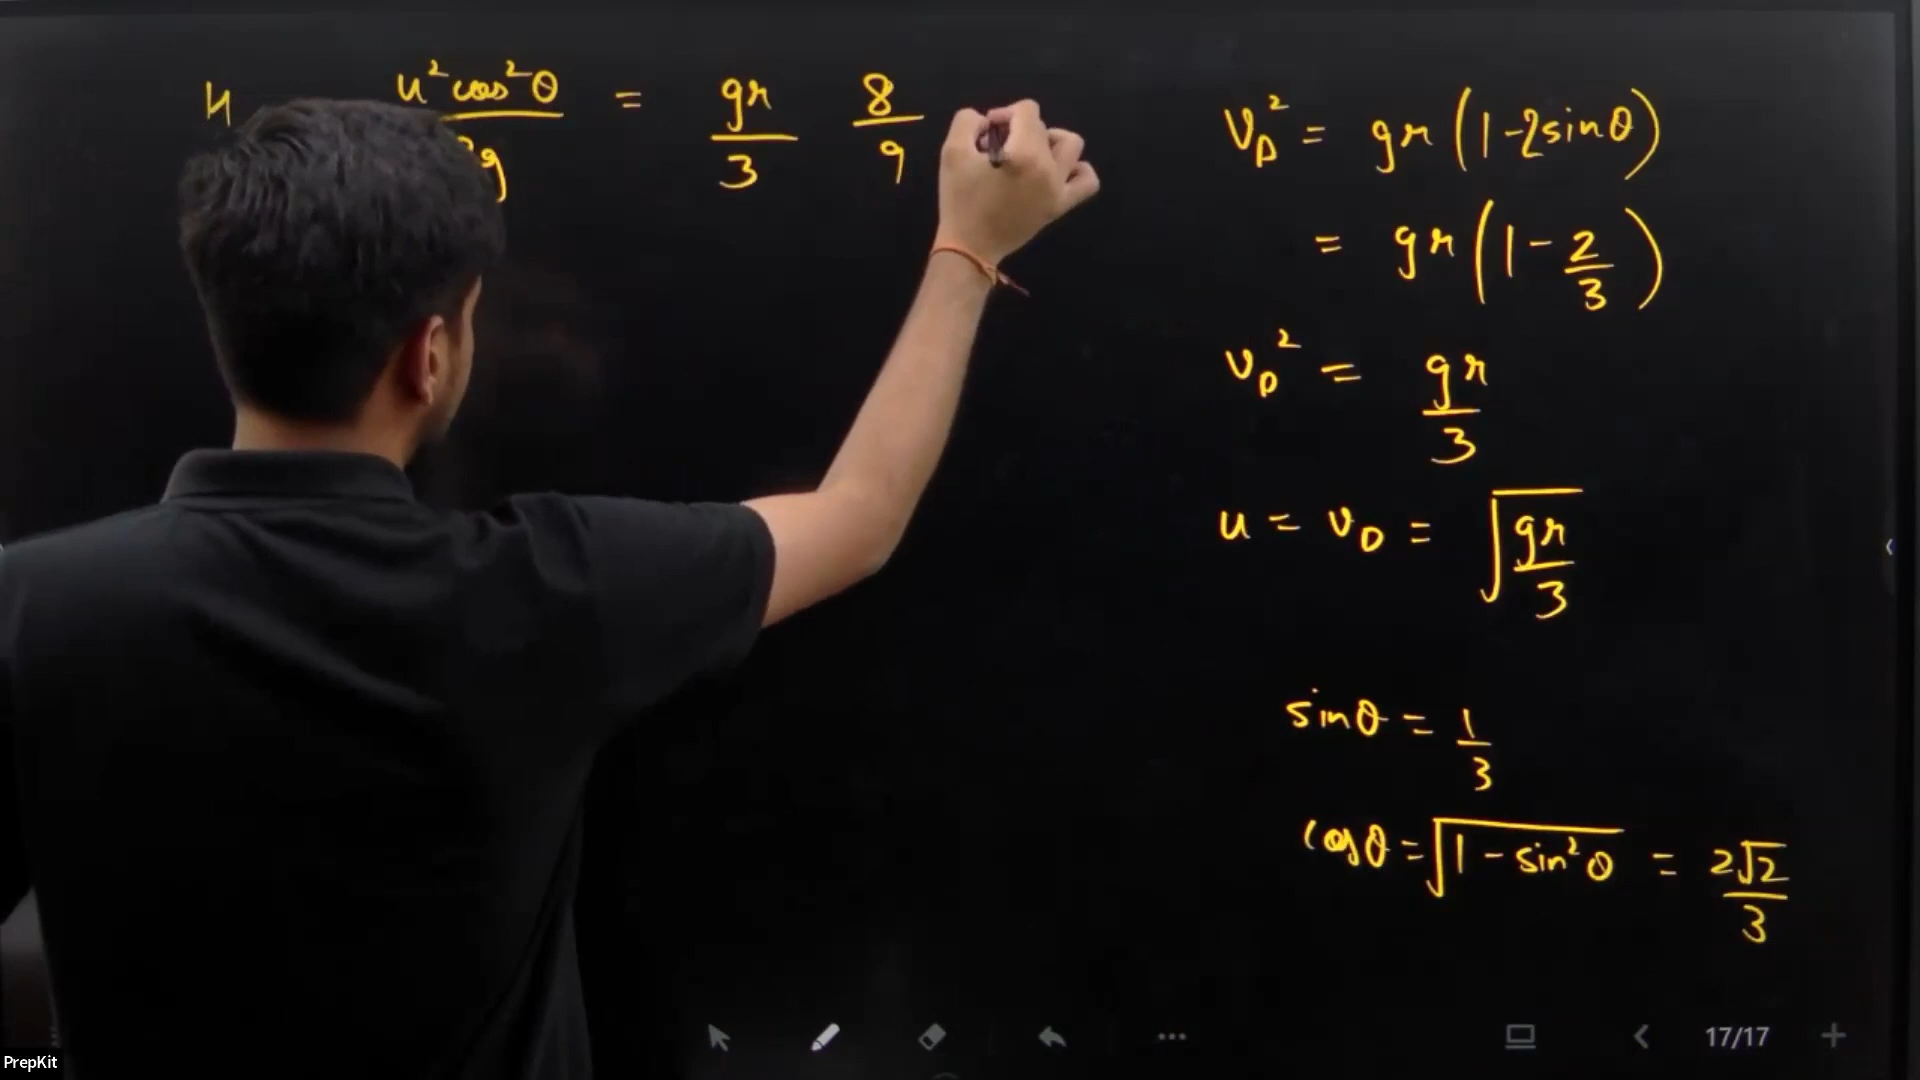 H u²cos²θ/2g = gr/3 8/9
V_D² = gr(1-2sinθ)
= gr(1-2/3)
v_D² = gr/3
u = v_D = √(gr/3)
sinθ = 1/3
cosθ = √(1-sin²θ) = 2√2/3
17/17
PrepKit